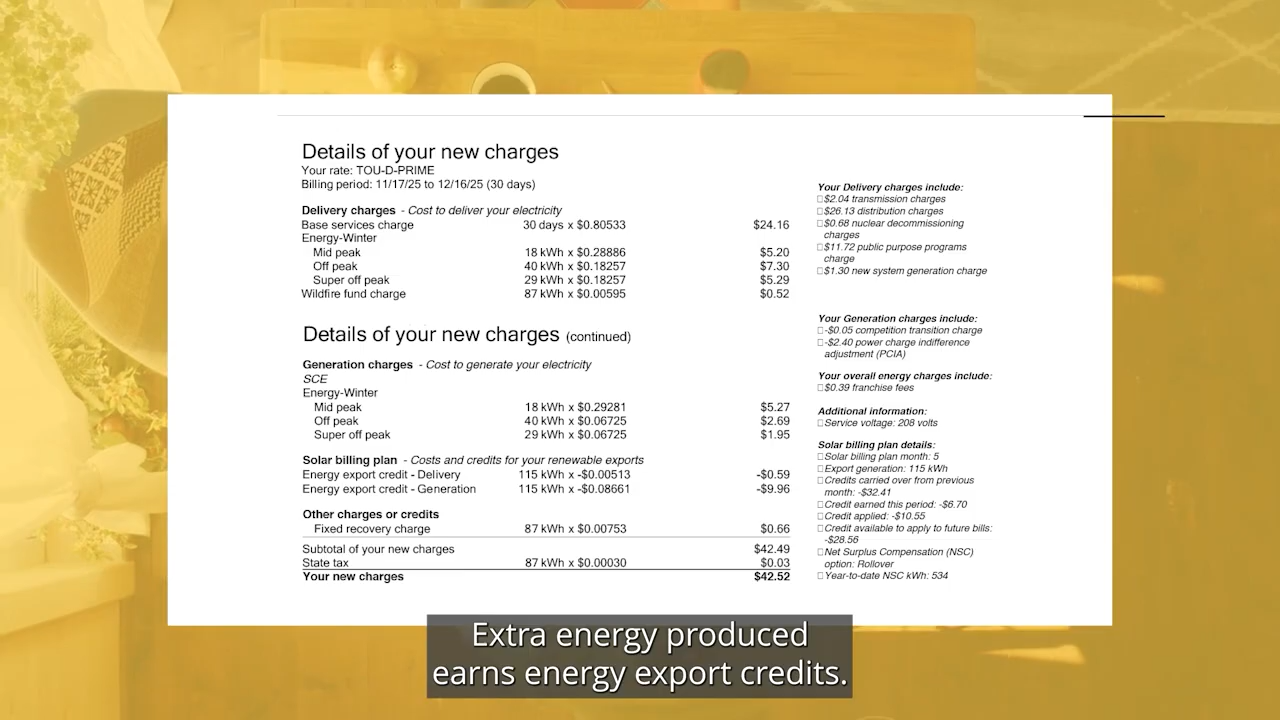 Details of your new charges
Your rate: TOU-D-PRIME
Billing period: 11/17/25 to 12/16/25 (30 days)
Delivery charges - Cost to deliver your electricity
Base services charge 30 days x $0.80533 $24.16
Energy-Winter
Mid peak 18 kWh x $0.28886 $5.20
Off peak 40 kWh x $0.18257 $7.30
Super off peak 29 kWh x $0.18257 $5.29
Wildfire fund charge 87 kWh x $0.00595 $0.52
Details of your new charges (continued)
Generation charges - Cost to generate your electricity
SCE
Energy-Winter
Mid peak 18 kWh x $0.29281 $5.27
Off peak 40 kWh x $0.06725 $2.69
Super off peak 29 kWh x $0.06725 $1.95
Solar billing plan - Costs and credits for your renewable exports
Energy export credit - Delivery 115 kWh x -$0.00513 -$0.59
Energy export credit - Generation 115 kWh x -$0.08661 -$9.96
Other charges or credits
Fixed recovery charge 87 kWh x $0.00753 $0.66
Subtotal of your new charges $42.49
State tax 87 kWh x $0.00030 $0.03
Your new charges $42.52
Your Delivery charges include:
$2.04 transmission charges
$26.13 distribution charges
$0.68 nuclear decommissioning
charges
$11.72 public purpose programs
charge
$1.30 new system generation charge
Your Generation charges include:
-$0.05 competition transition charge
-$2.40 power charge indifference
adjustment (PCIA)
Your overall energy charges include:
$0.39 franchise fees
Additional information:
Service voltage: 208 volts
Solar billing plan details:
Solar billing plan month: 5
Export generation: 115 kWh
Credits carried over from previous
month: -$32.41
Credit earned this period: -$6.70
Credit applied: -$10.55
Credit available to apply to future bills:
-$28.56
Net Surplus Compensation (NSC)
option: Rollover
Year-to-date NSC kWh: 534
Extra energy produced
earns energy export credits.